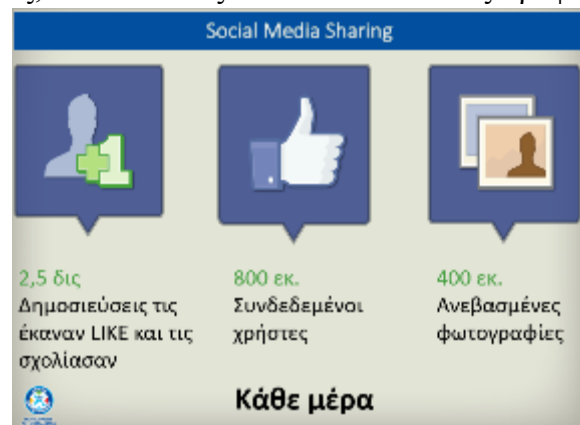 Social Media Sharing
+1
2,5 δις
Δημοσιεύσεις τις
έκαναν LIKE και τις
σχολίασαν
800 εκ.
Συνδεδεμένοι
χρήστες
400 εκ.
Ανεβασμένες
φωτογραφίες
Κάθε μέρα